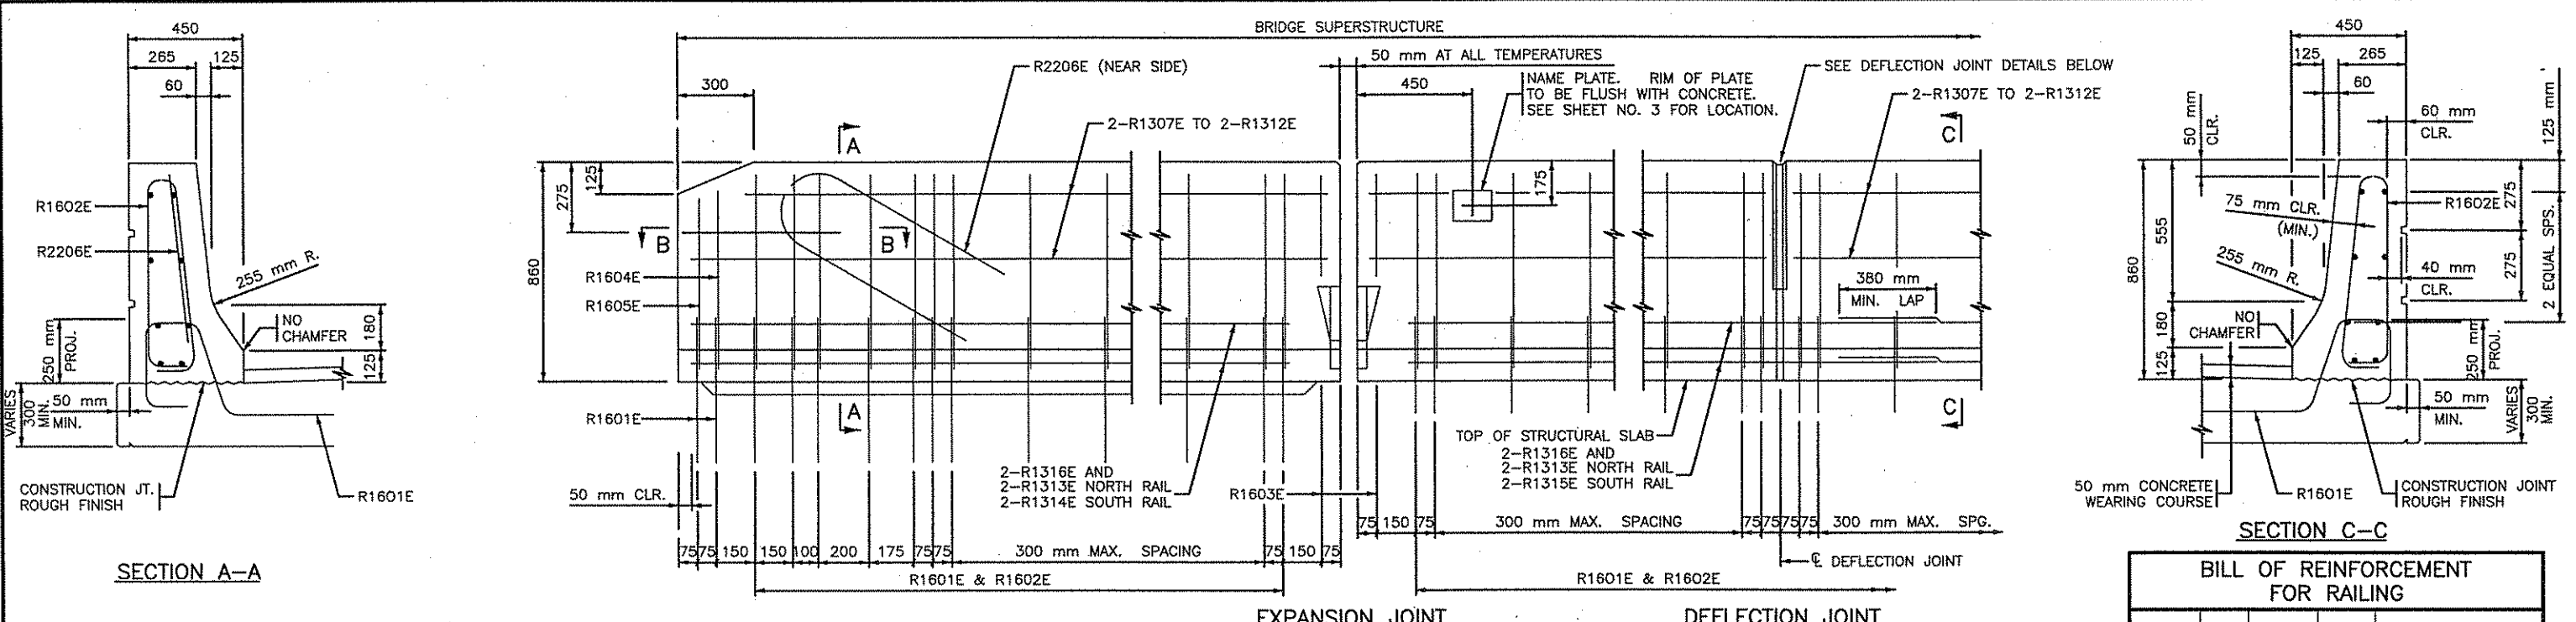 BRIDGE SUPERSTRUCTURE
450
265
125
60
R1602E
R2206E
255 mm R.
NO
CHAMFER
180
125
250 mm
PROJ.
VARIES
300
MIN.
50 mm
MIN.
CONSTRUCTION JT.
ROUGH FINISH
R1601E
SECTION A-A
300
R2206E (NEAR SIDE)
2-R1307E TO 2-R1312E
A
125
275
860
B
B
R1604E
R1605E
R1601E
A
50 mm CLR.
2-R1316E AND
2-R1313E NORTH RAIL
2-R1314E SOUTH RAIL
75
75
150
150
100
200
175
75
75
300 mm MAX. SPACING
75
150
75
R1601E & R1602E
EXPANSION JOINT
50 mm AT ALL TEMPERATURES
450
NAME PLATE. RIM OF PLATE
TO BE FLUSH WITH CONCRETE.
SEE SHEET NO. 3 FOR LOCATION.
175
SEE DEFLECTION JOINT DETAILS BELOW
2-R1307E TO 2-R1312E
C
380 mm
MIN. LAP
C
TOP OF STRUCTURAL SLAB
2-R1316E AND
2-R1313E NORTH RAIL
2-R1315E SOUTH RAIL
R1603E
75
150
75
300 mm MAX. SPACING
75
75
75
75
300 mm MAX. SPG.
℄ DEFLECTION JOINT
R1601E & R1602E
DEFLECTION JOINT
450
125
265
60
50 mm
CLR.
60 mm
CLR.
125 mm
75 mm CLR.
(MIN.)
R1602E
275
275
2 EQUAL SPS.
860
555
255 mm R.
40 mm
CLR.
NO
CHAMFER
180
125
250 mm
PROJ.
50 mm
MIN.
VARIES
300
MIN.
50 mm CONCRETE
WEARING COURSE
R1601E
CONSTRUCTION JOINT
ROUGH FINISH
SECTION C-C
BILL OF REINFORCEMENT
FOR RAILING